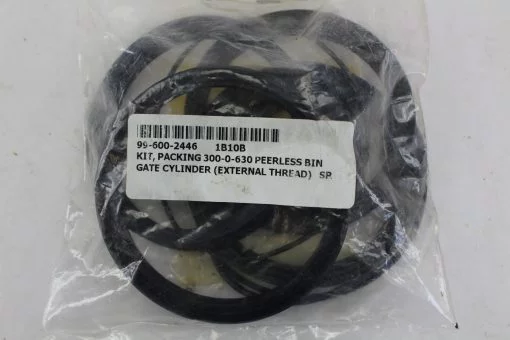 99-600-2446 1B10B
KIT, PACKING 300-0-630 PEERLESS BIN
GATE CYLINDER (EXTERNAL THREAD) SP